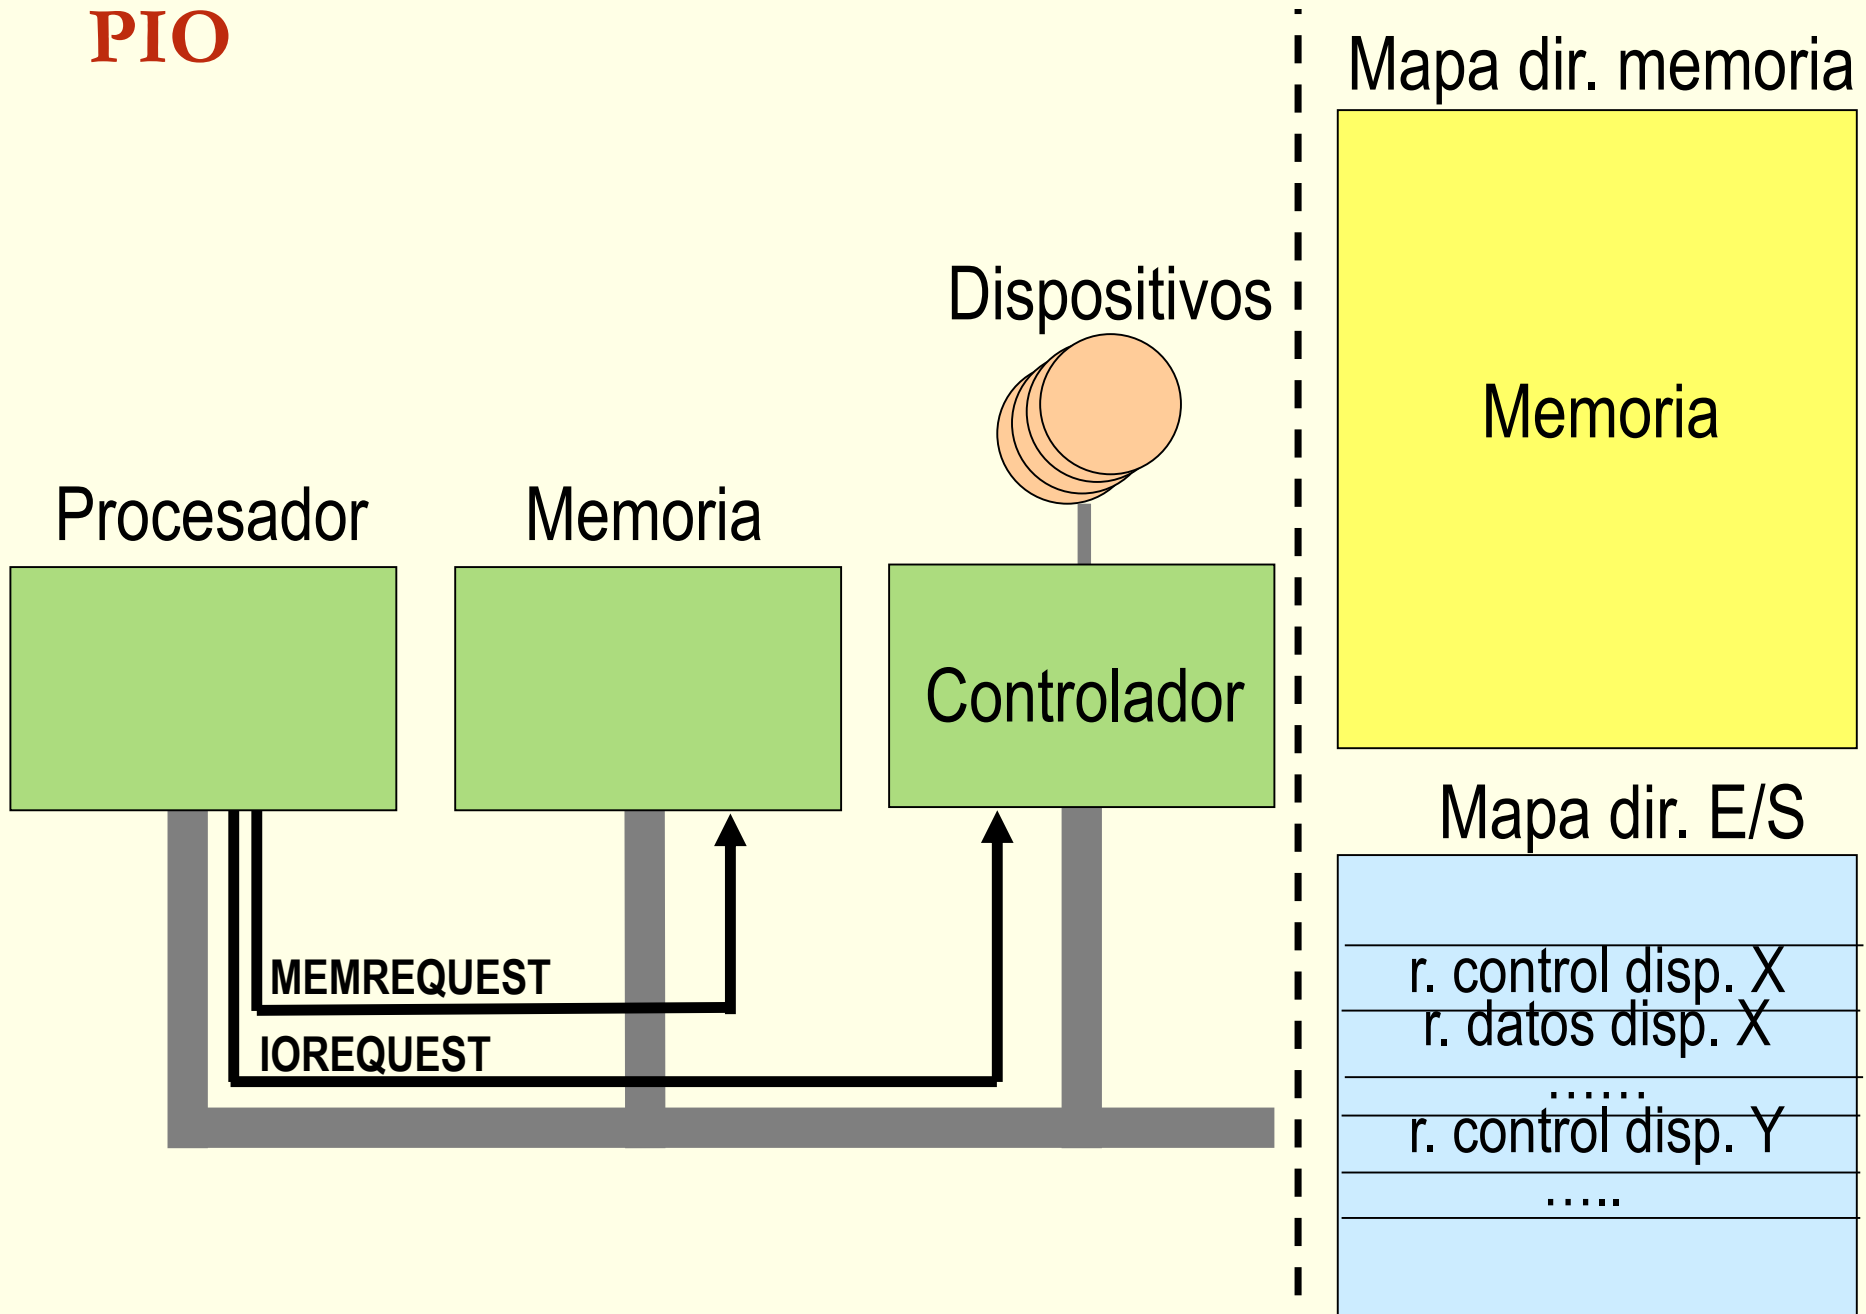 PIO
Mapa dir. memoria
Dispositivos
Memoria
Procesador
Memoria
Controlador
Mapa dir. E/S
MEMREQUEST
IOREQUEST
r. control disp. X
r. datos disp. X
......
r. control disp. Y
.....